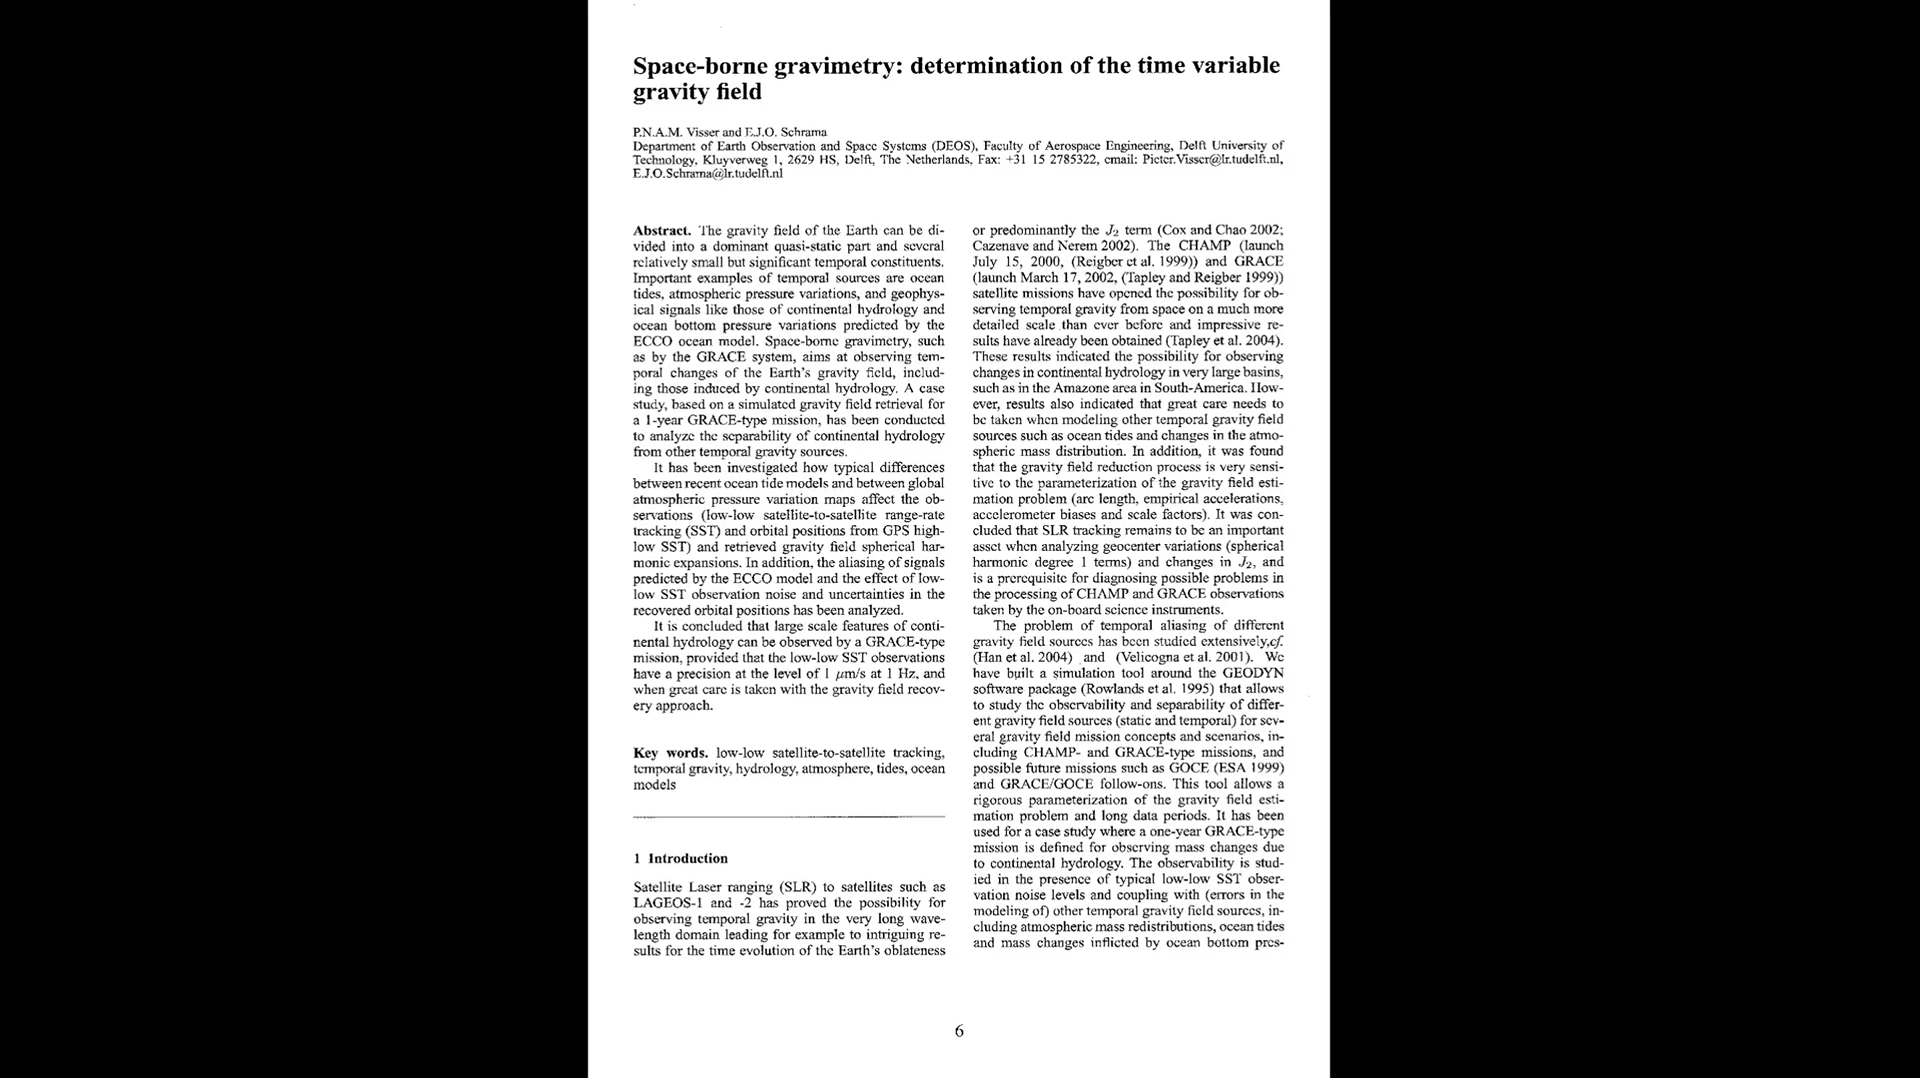 Space-borne gravimetry: determination of the time variable
gravity field
P.N.A.M. Visser and E.J.O. Schrama
Department of Earth Observation and Space Systems (DEOS), Faculty of Aerospace Engineering, Delft University of
Technology, Kluyverweg 1, 2629 HS, Delft, The Netherlands, Fax: +31 15 2785322, email: Pieter.Visser@lr.tudelft.nl,
E.J.O.Schrama@lr.tudelft.nl
Abstract. The gravity field of the Earth can be di-
vided into a dominant quasi-static part and several
relatively small but significant temporal constituents.
Important examples of temporal sources are ocean
tides, atmospheric pressure variations, and geophys-
ical signals like those of continental hydrology and
ocean bottom pressure variations predicted by the
ECCO ocean model. Space-borne gravimetry, such
as by the GRACE system, aims at observing tem-
poral changes of the Earth's gravity field, includ-
ing those induced by continental hydrology. A case
study, based on a simulated gravity field retrieval for
a 1-year GRACE-type mission, has been conducted
to analyze the separability of continental hydrology
from other temporal gravity sources.
It has been investigated how typical differences
between recent ocean tide models and between global
atmospheric pressure variation maps affect the ob-
servations (low-low satellite-to-satellite range-rate
tracking (SST) and orbital positions from GPS high-
low SST) and retrieved gravity field spherical har-
monic expansions. In addition, the aliasing of signals
predicted by the ECCO model and the effect of low-
low SST observation noise and uncertainties in the
recovered orbital positions has been analyzed.
It is concluded that large scale features of conti-
nental hydrology can be observed by a GRACE-type
mission, provided that the low-low SST observations
have a precision at the level of 1 μm/s at 1 Hz, and
when great care is taken with the gravity field recov-
ery approach.
Key words. low-low satellite-to-satellite tracking,
temporal gravity, hydrology, atmosphere, tides, ocean
models
1 Introduction
Satellite Laser ranging (SLR) to satellites such as
LAGEOS-1 and -2 has proved the possibility for
observing temporal gravity in the very long wave-
length domain leading for example to intriguing re-
sults for the time evolution of the Earth's oblateness
or predominantly the J2 term (Cox and Chao 2002;
Cazenave and Nerem 2002). The CHAMP (launch
July 15, 2000, (Reigber et al. 1999)) and GRACE
(launch March 17, 2002, (Tapley and Reigber 1999))
satellite missions have opened the possibility for ob-
serving temporal gravity from space on a much more
detailed scale than ever before and impressive re-
sults have already been obtained (Tapley et al. 2004).
These results indicated the possibility for observing
changes in continental hydrology in very large basins,
such as in the Amazone area in South-America. How-
ever, results also indicated that great care needs to
be taken when modeling other temporal gravity field
sources such as ocean tides and changes in the atmo-
spheric mass distribution. In addition, it was found
that the gravity field reduction process is very sensi-
tive to the parameterization of the gravity field esti-
mation problem (arc length, empirical accelerations,
accelerometer biases and scale factors). It was con-
cluded that SLR tracking remains to be an important
asset when analyzing geocenter variations (spherical
harmonic degree 1 terms) and changes in J2, and
is a prerequisite for diagnosing possible problems in
the processing of CHAMP and GRACE observations
taken by the on-board science instruments.
The problem of temporal aliasing of different
gravity field sources has been studied extensively,cf.
(Han et al. 2004) and (Velicogna et al. 2001). We
have built a simulation tool around the GEODYN
software package (Rowlands et al. 1995) that allows
to study the observability and separability of differ-
ent gravity field sources (static and temporal) for sev-
eral gravity field mission concepts and scenarios, in-
cluding CHAMP- and GRACE-type missions, and
possible future missions such as GOCE (ESA 1999)
and GRACE/GOCE follow-ons. This tool allows a
rigorous parameterization of the gravity field esti-
mation problem and long data periods. It has been
used for a case study where a one-year GRACE-type
mission is defined for observing mass changes due
to continental hydrology. The observability is stud-
ied in the presence of typical low-low SST obser-
vation noise levels and coupling with (errors in the
modeling of) other temporal gravity field sources, in-
cluding atmospheric mass redistributions, ocean tides
and mass changes inflicted by ocean bottom pres-
6